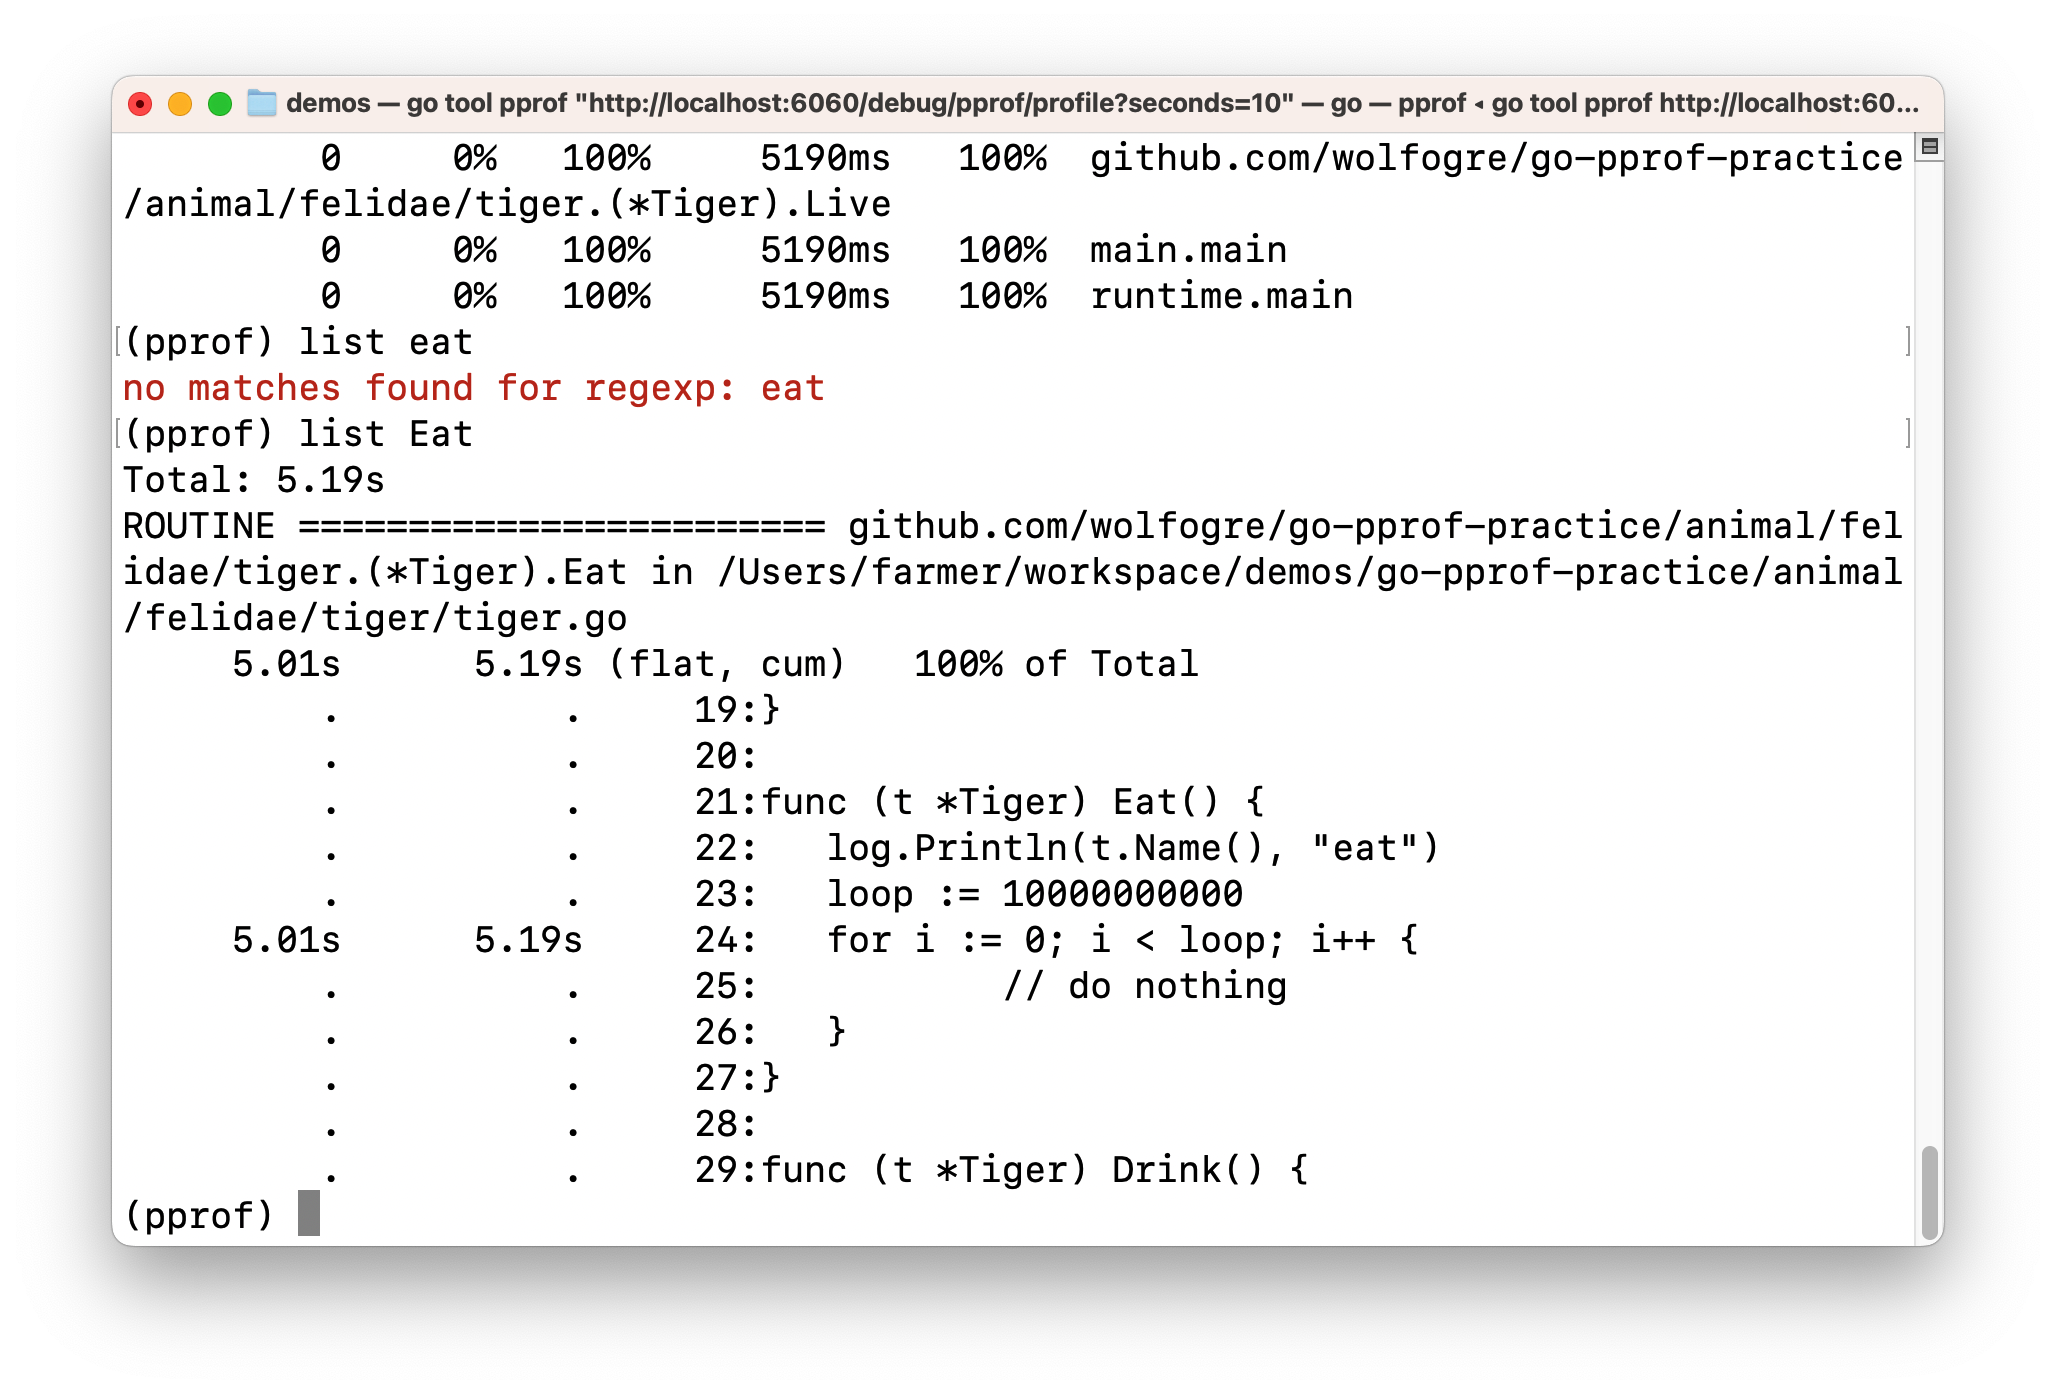 demos — go tool pprof "http://localhost:6060/debug/pprof/profile?seconds=10" — go — pprof ◂ go tool pprof http://localhost:60...
0 0% 100% 5190ms 100% github.com/wolfogre/go-pprof-practice
/animal/felidae/tiger.(*Tiger).Live
0 0% 100% 5190ms 100% main.main
0 0% 100% 5190ms 100% runtime.main
[(pprof) list eat ]
no matches found for regexp: eat
[(pprof) list Eat ]
Total: 5.19s
ROUTINE ======================== github.com/wolfogre/go-pprof-practice/animal/fel
idae/tiger.(*Tiger).Eat in /Users/farmer/workspace/demos/go-pprof-practice/animal
/felidae/tiger/tiger.go
5.01s 5.19s (flat, cum) 100% of Total
. . 19:}
. . 20:
. . 21:func (t *Tiger) Eat() {
. . 22: log.Println(t.Name(), "eat")
. . 23: loop := 10000000000
5.01s 5.19s 24: for i := 0; i < loop; i++ {
. . 25: // do nothing
. . 26: }
. . 27:}
. . 28:
. . 29:func (t *Tiger) Drink() {
(pprof)